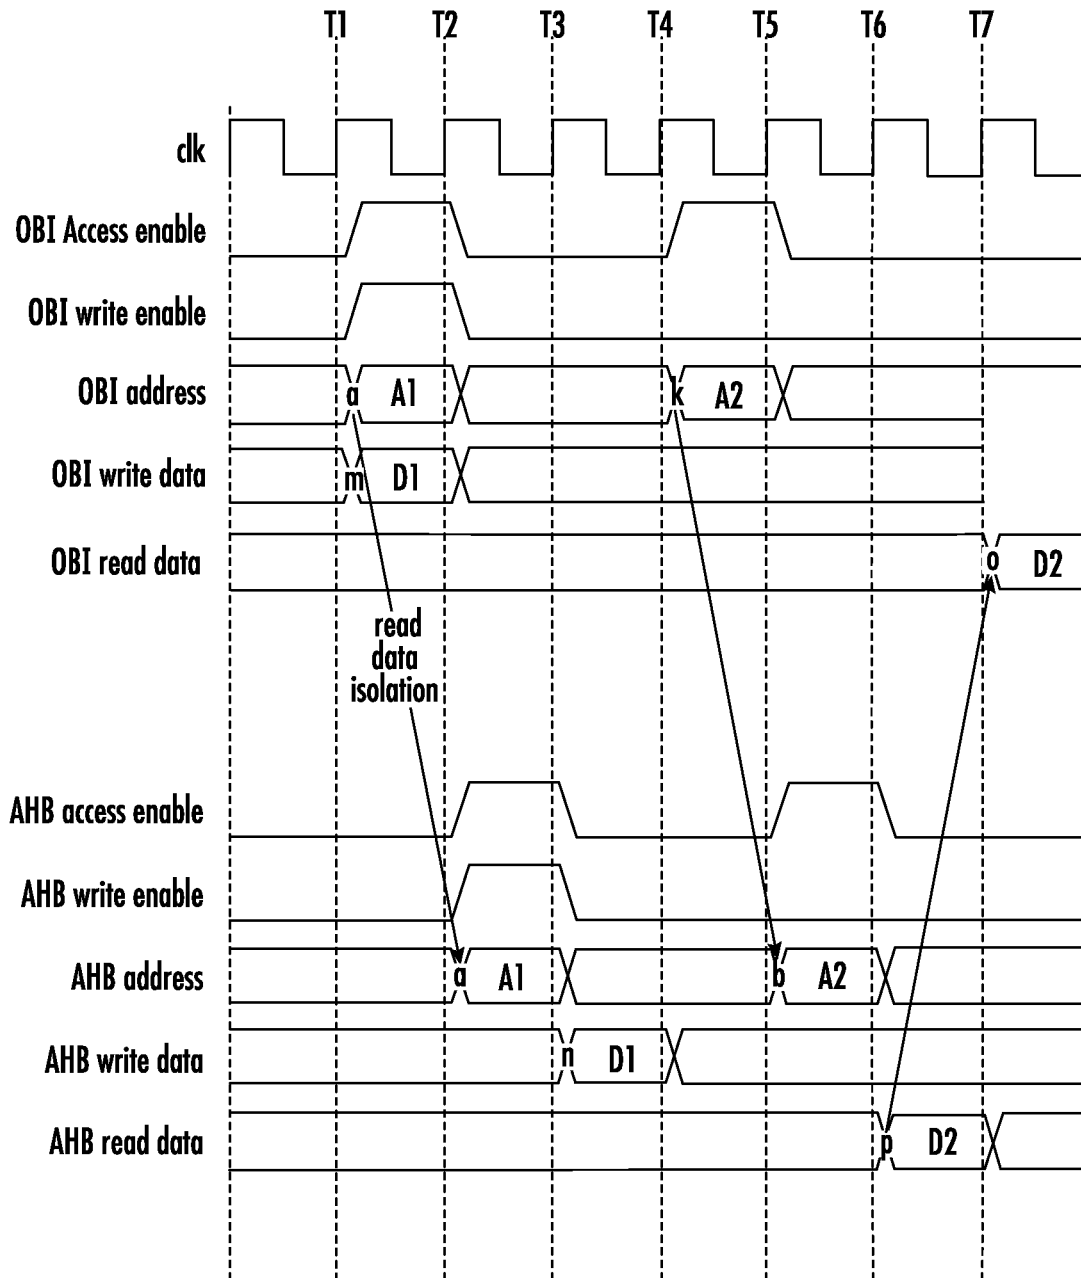 T1 T2 T3 T4 T5 T6 T7
clk
OBI Access enable
OBI write enable
OBI address a A1 k A2
OBI write data m D1
OBI read data o D2
read
data
isolation
AHB access enable
AHB write enable
AHB address a A1 b A2
AHB write data n D1
AHB read data p D2